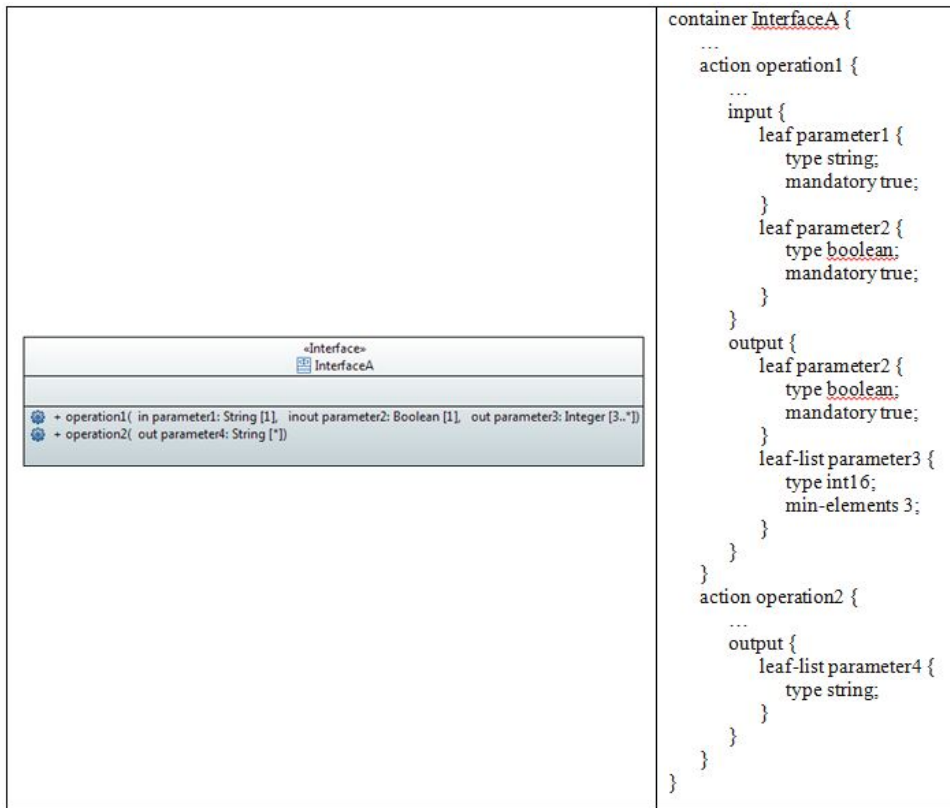 «Interface»
InterfaceA
+ operation1( in parameter1: String [1], inout parameter2: Boolean [1], out parameter3: Integer [3..*])
+ operation2( out parameter4: String [*])
container InterfaceA {
...
action operation1 {
...
input {
leaf parameter1 {
type string;
mandatory true;
}
leaf parameter2 {
type boolean;
mandatory true;
}
}
output {
leaf parameter2 {
type boolean;
mandatory true;
}
leaf-list parameter3 {
type int16;
min-elements 3;
}
}
}
action operation2 {
...
output {
leaf-list parameter4 {
type string;
}
}
}
}